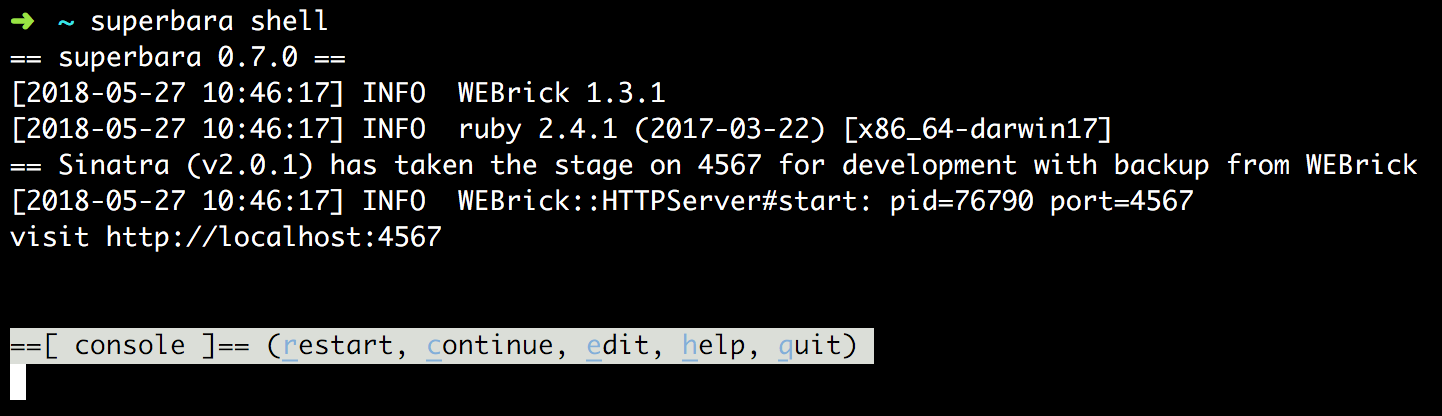 ➜ ~ superbara shell
== superbara 0.7.0 ==
[2018-05-27 10:46:17] INFO  WEBrick 1.3.1
[2018-05-27 10:46:17] INFO  ruby 2.4.1 (2017-03-22) [x86_64-darwin17]
== Sinatra (v2.0.1) has taken the stage on 4567 for development with backup from WEBrick
[2018-05-27 10:46:17] INFO  WEBrick::HTTPServer#start: pid=76790 port=4567
visit http://localhost:4567
==[ console ]== (restart, continue, edit, help, quit)